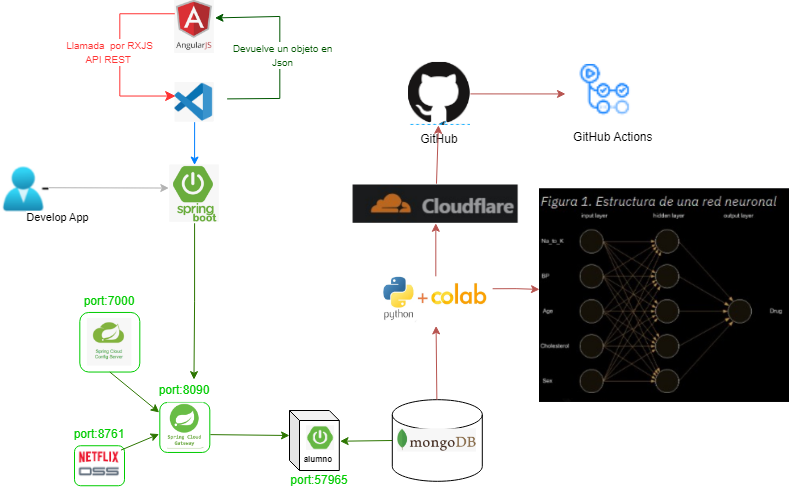 AngularJS
Llamada por RXJS
API REST
Devuelve un objeto en
Json
GitHub
GitHub Actions
Develop App
spring
boot
Cloudflare
Figura 1. Estructura de una red neuronal
input layer
hidden layer
output layer
Na_to_K
BP
Age
Cholesterol
Sex
Drug
python
+
colab
port:7000
Spring Cloud
Config Server
port:8090
Spring Cloud
Gateway
port:8761
NETFLIX
OSS
alumno
port:57965
mongoDB